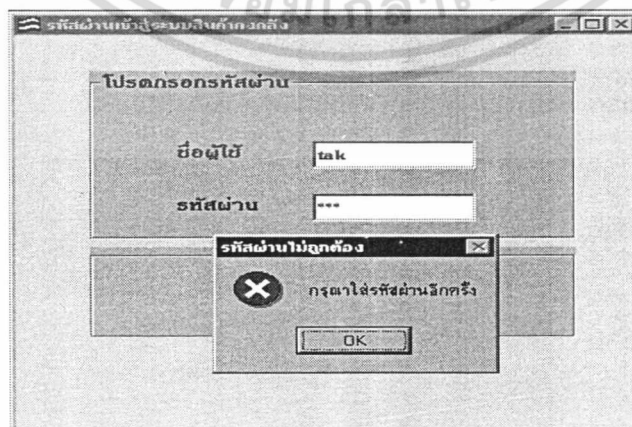 รหัสผ่านเข้าสู่ระบบสินค้าคงคลัง
โปรดกรอกรหัสผ่าน
ชื่อผู้ใช้ tak
รหัสผ่าน ***
รหัสผ่านไม่ถูกต้อง
กรุณาใส่รหัสผ่านอีกครั้ง
OK